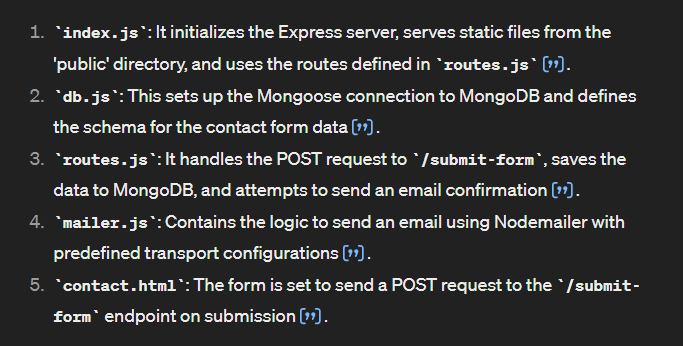 1. `index.js`: It initializes the Express server, serves static files from the
'public' directory, and uses the routes defined in `routes.js` [”].
2. `db.js`: This sets up the Mongoose connection to MongoDB and defines
the schema for the contact form data [”].
3. `routes.js`: It handles the POST request to `/submit-form`, saves the
data to MongoDB, and attempts to send an email confirmation [”].
4. `mailer.js`: Contains the logic to send an email using Nodemailer with
predefined transport configurations [”].
5. `contact.html`: The form is set to send a POST request to the `/submit-
form` endpoint on submission [”].